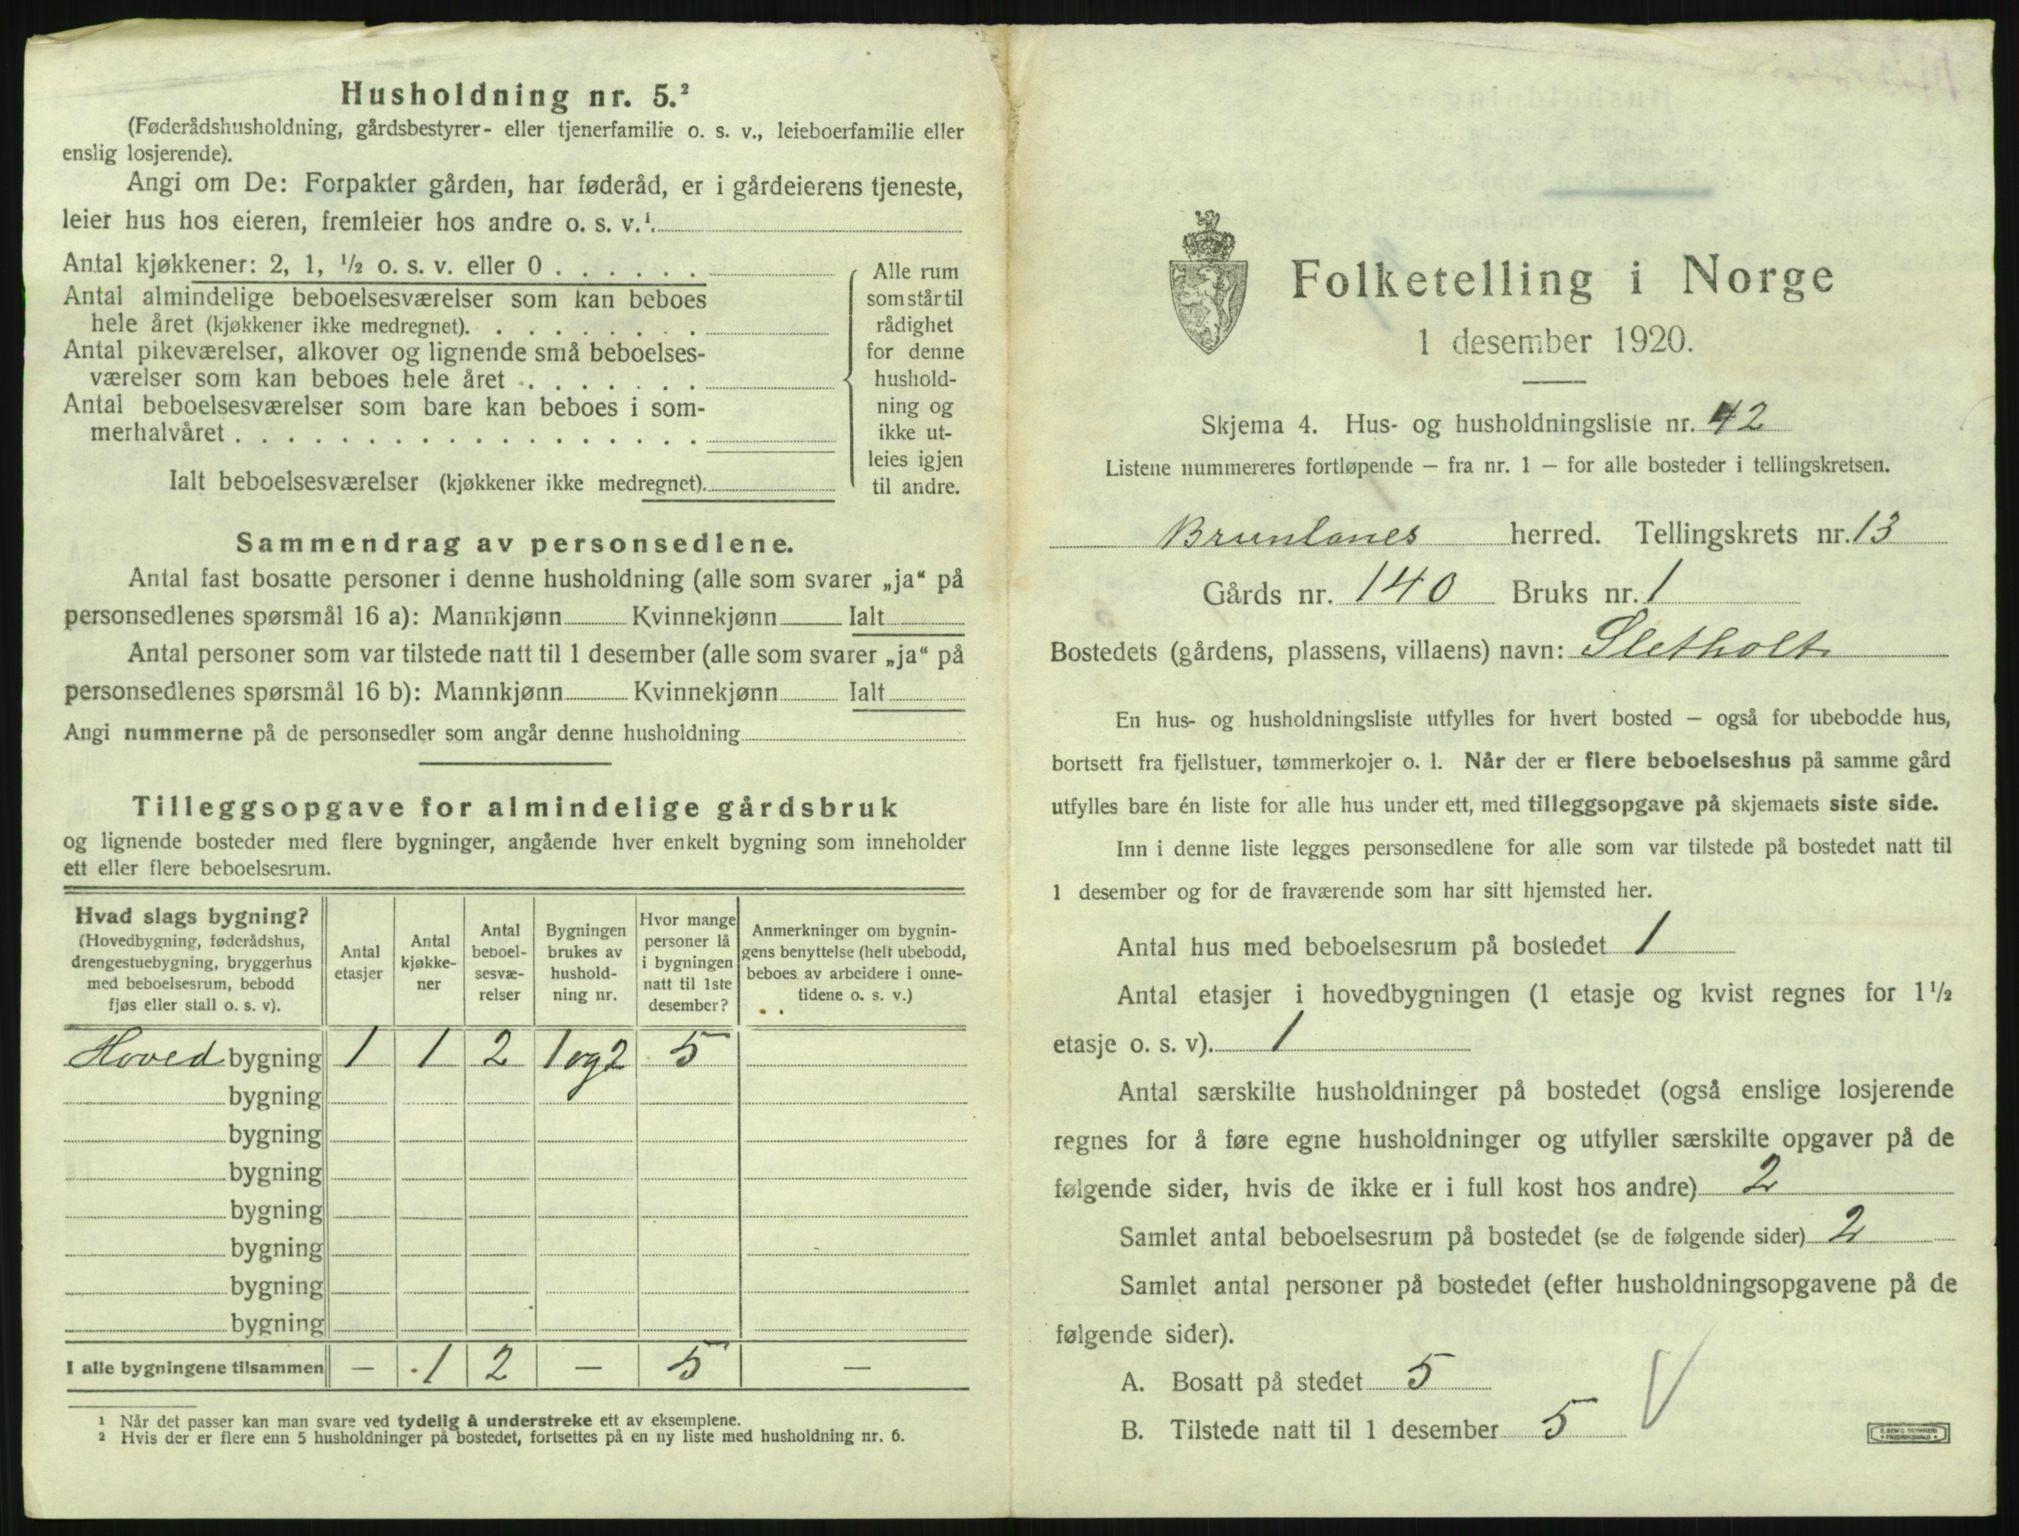 Husholdning nr. 5.²
(Føderådshusholdning, gårdsbestyrer- eller tjenerfamilie o. s. v., leieboerfamilie eller
enslig losjerende).
Angi om De: Forpakter gården, har føderåd, er i gårdeierens tjeneste,
leier hus hos eieren, fremleier hos andre o. s. v.¹
Antal kjøkkener: 2, 1, ½ o. s. v. eller 0 . . . . . .
Antal almindelige beboelsesværelser som kan beboes
hele året (kjøkkener ikke medregnet). . . . . . . . .
Antal pikeværelser, alkover og lignende små beboelses-
værelser som kan beboes hele året . . . . . . .
Antal beboelsesværelser som bare kan beboes i som-
merhalvåret . . . . . . . . . . . . . . . . . .
Ialt beboelsesværelser (kjøkkener ikke medregnet).
Alle rum
som står til
rådighet
for denne
hushold-
ning og
ikke ut-
leies igjen
til andre.
Sammendrag av personsedlene.
Antal fast bosatte personer i denne husholdning (alle som svarer „ja“ på
personsedlenes spørsmål 16 a): Mannkjønn Kvinnekjønn Ialt
Antal personer som var tilstede natt til 1 desember (alle som svarer „ja“ på
personsedlenes spørsmål 16 b): Mannkjønn Kvinnekjønn Ialt
Angi nummerne på de personsedler som angår denne husholdning
Tilleggsopgave for almindelige gårdsbruk
og lignende bosteder med flere bygninger, angående hver enkelt bygning som inneholder
ett eller flere beboelsesrum.
Hvad slags bygning?
(Hovedbygning, føderådshus,
drengestuebygning, bryggerhus
med beboelsesrum, bebodd
fjøs eller stall o. s. v).
Antal
etasjer
Antal
kjøkke-
ner
Antal
beboel-
sesvæ-
relser
Bygningen
brukes av
hushold-
ning nr.
Hvor mange
personer lå
i bygningen
natt til 1ste
desember?
Anmerkninger om bygnin-
gens benyttelse (helt ubebodd,
beboes av arbeidere i onne-
tidene o. s. v.)
Hoved bygning 1 1 2 1 og 2 5
bygning
bygning
bygning
bygning
bygning
bygning
bygning
I alle bygningene tilsammen — 1 2 — 5 —
¹ Når det passer kan man svare ved tydelig å understreke ett av eksemplene.
² Hvis der er flere enn 5 husholdninger på bostedet, fortsettes på en ny liste med husholdning nr. 6.
Folketelling i Norge
1 desember 1920.
Skjema 4. Hus- og husholdningsliste nr. 42
Listene nummereres fortløpende – fra nr. 1 – for alle bosteder i tellingskretsen.
Brunlanes herred. Tellingskrets nr. 13
Gårds nr. 140 Bruks nr. 1
Bostedets (gårdens, plassens, villaens) navn: Sletholt
En hus- og husholdningsliste utfylles for hvert bosted – også for ubebodde hus,
bortsett fra fjellstuer, tømmerkojer o. l. Når der er flere beboelseshus på samme gård
utfylles bare én liste for alle hus under ett, med tilleggsopgave på skjemaets siste side.
Inn i denne liste legges personsedlene for alle som var tilstede på bostedet natt til
1 desember og for de fraværende som har sitt hjemsted her.
Antal hus med beboelsesrum på bostedet 1
Antal etasjer i hovedbygningen (1 etasje og kvist regnes for 1½
etasje o. s. v). 1
Antal særskilte husholdninger på bostedet (også enslige losjerende
regnes for å føre egne husholdninger og utfyller særskilte opgaver på de
følgende sider, hvis de ikke er i full kost hos andre) 2
Samlet antal beboelsesrum på bostedet (se de følgende sider) 2
Samlet antal personer på bostedet (efter husholdningsopgavene på de
følgende sider).
A. Bosatt på stedet 5
B. Tilstede natt til 1 desember 5